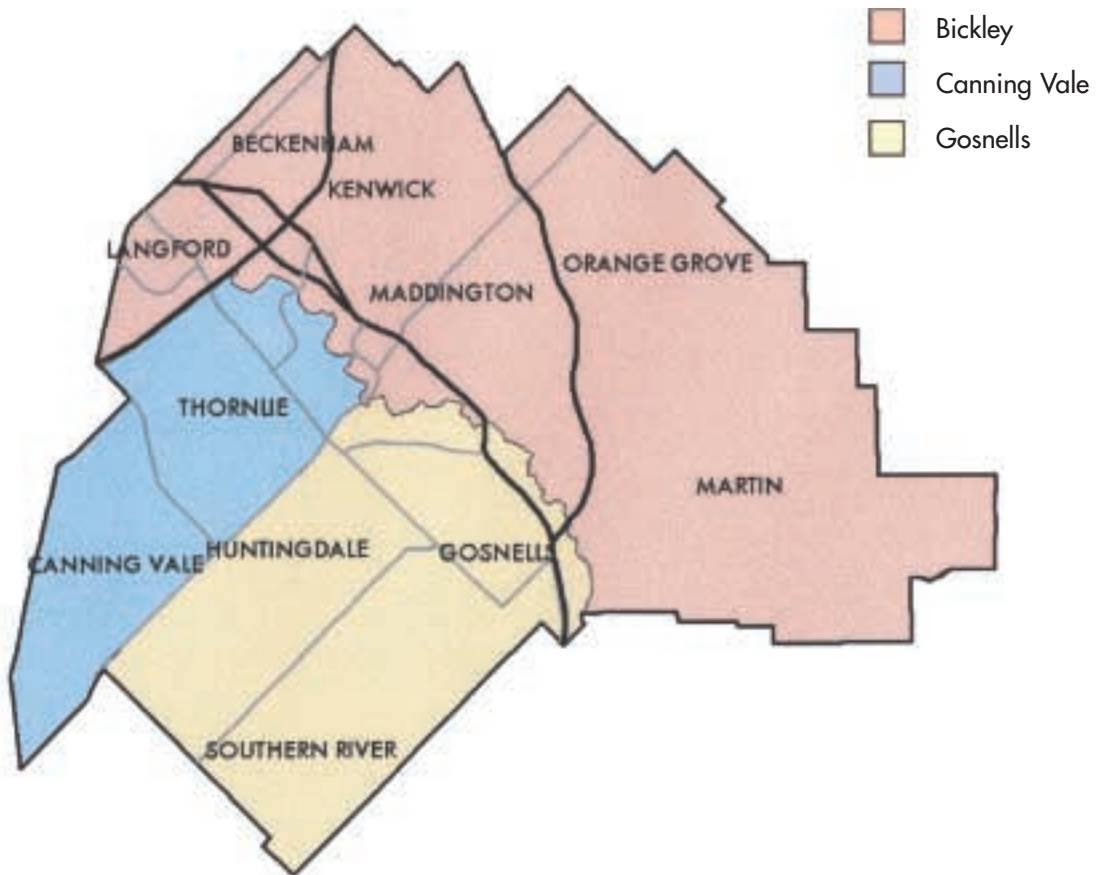 Bickley
Canning Vale
Gosnells
BECKENHAM
KENWICK
LANGFORD
ORANGE GROVE
MADDINGTON
THORNLIE
MARTIN
HUNTINGDALE
GOSNELLS
CANNING VALE
SOUTHERN RIVER